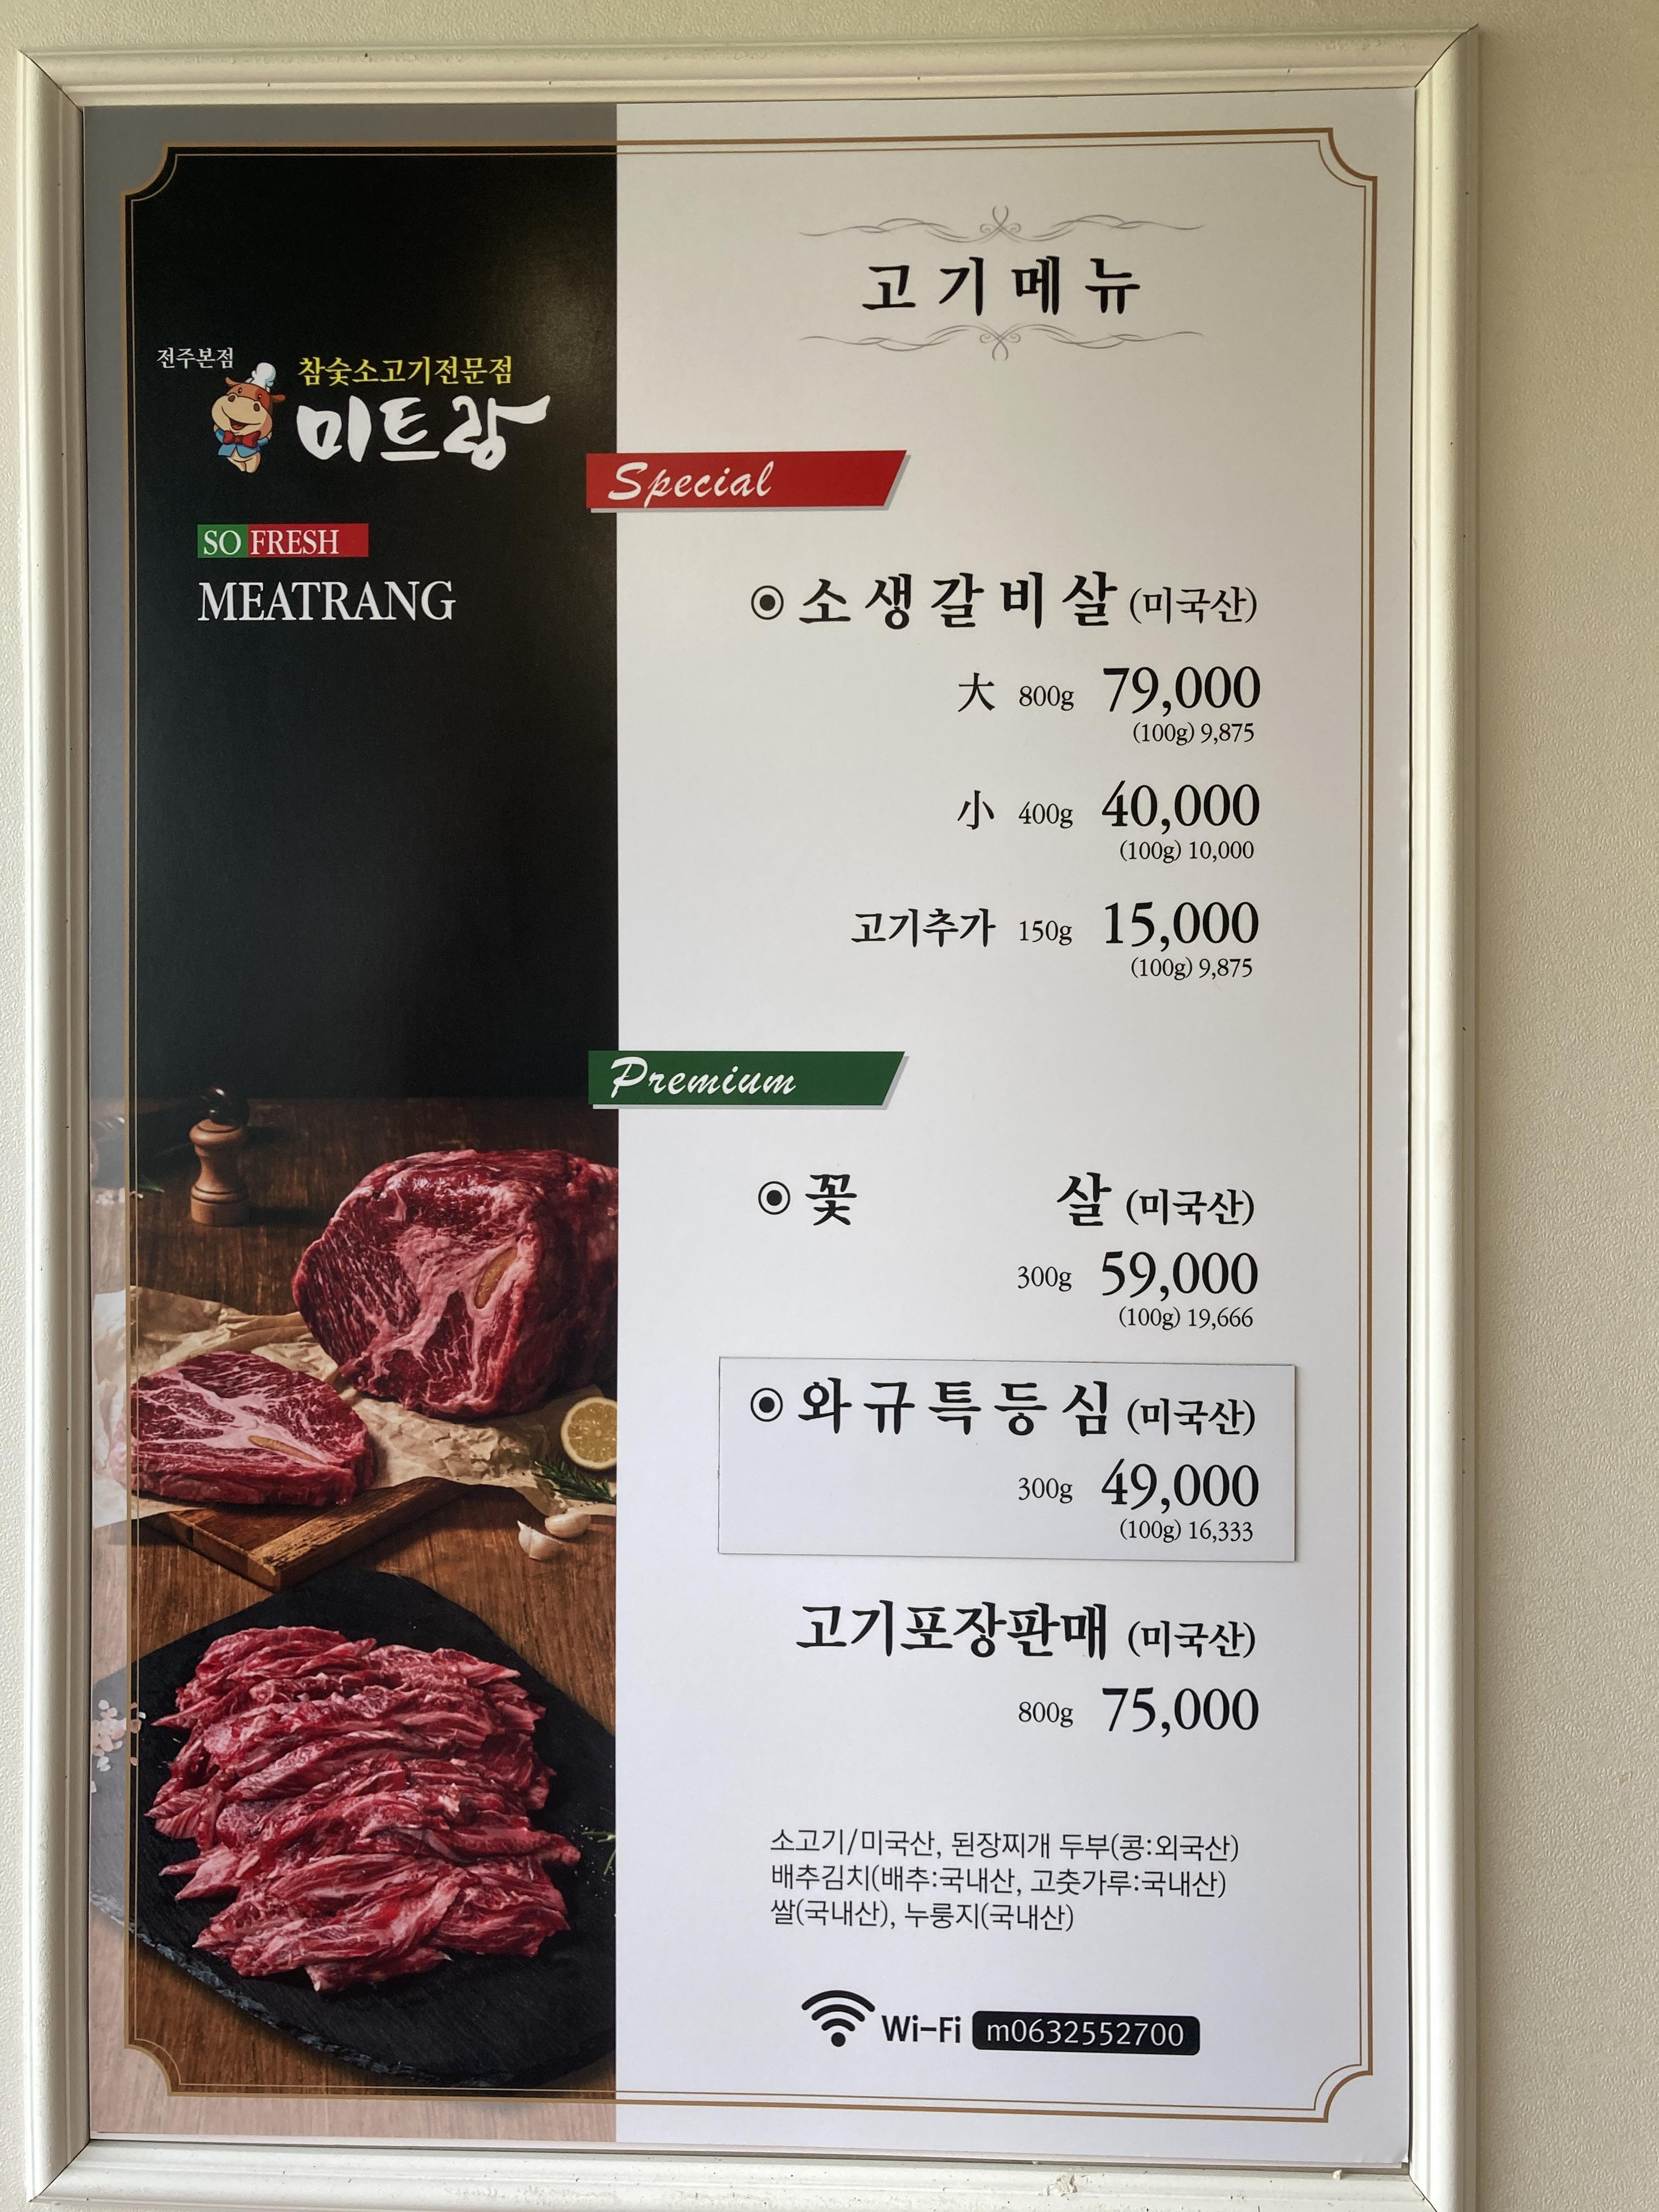 전주본점
참숯소고기전문점
미트랑
SO FRESH
MEATRANG
고기메뉴
Special
소생갈비살 (미국산)
大 800g 79,000
(100g) 9,875
小 400g 40,000
(100g) 10,000
고기추가 150g 15,000
(100g) 9,875
Premium
꽃 살 (미국산)
300g 59,000
(100g) 19,666
와규특등심 (미국산)
300g 49,000
(100g) 16,333
고기포장판매 (미국산)
800g 75,000
소고기/미국산, 된장찌개 두부(콩:외국산)
배추김치(배추:국내산, 고춧가루:국내산)
쌀(국내산), 누룽지(국내산)
Wi-Fi m0632552700